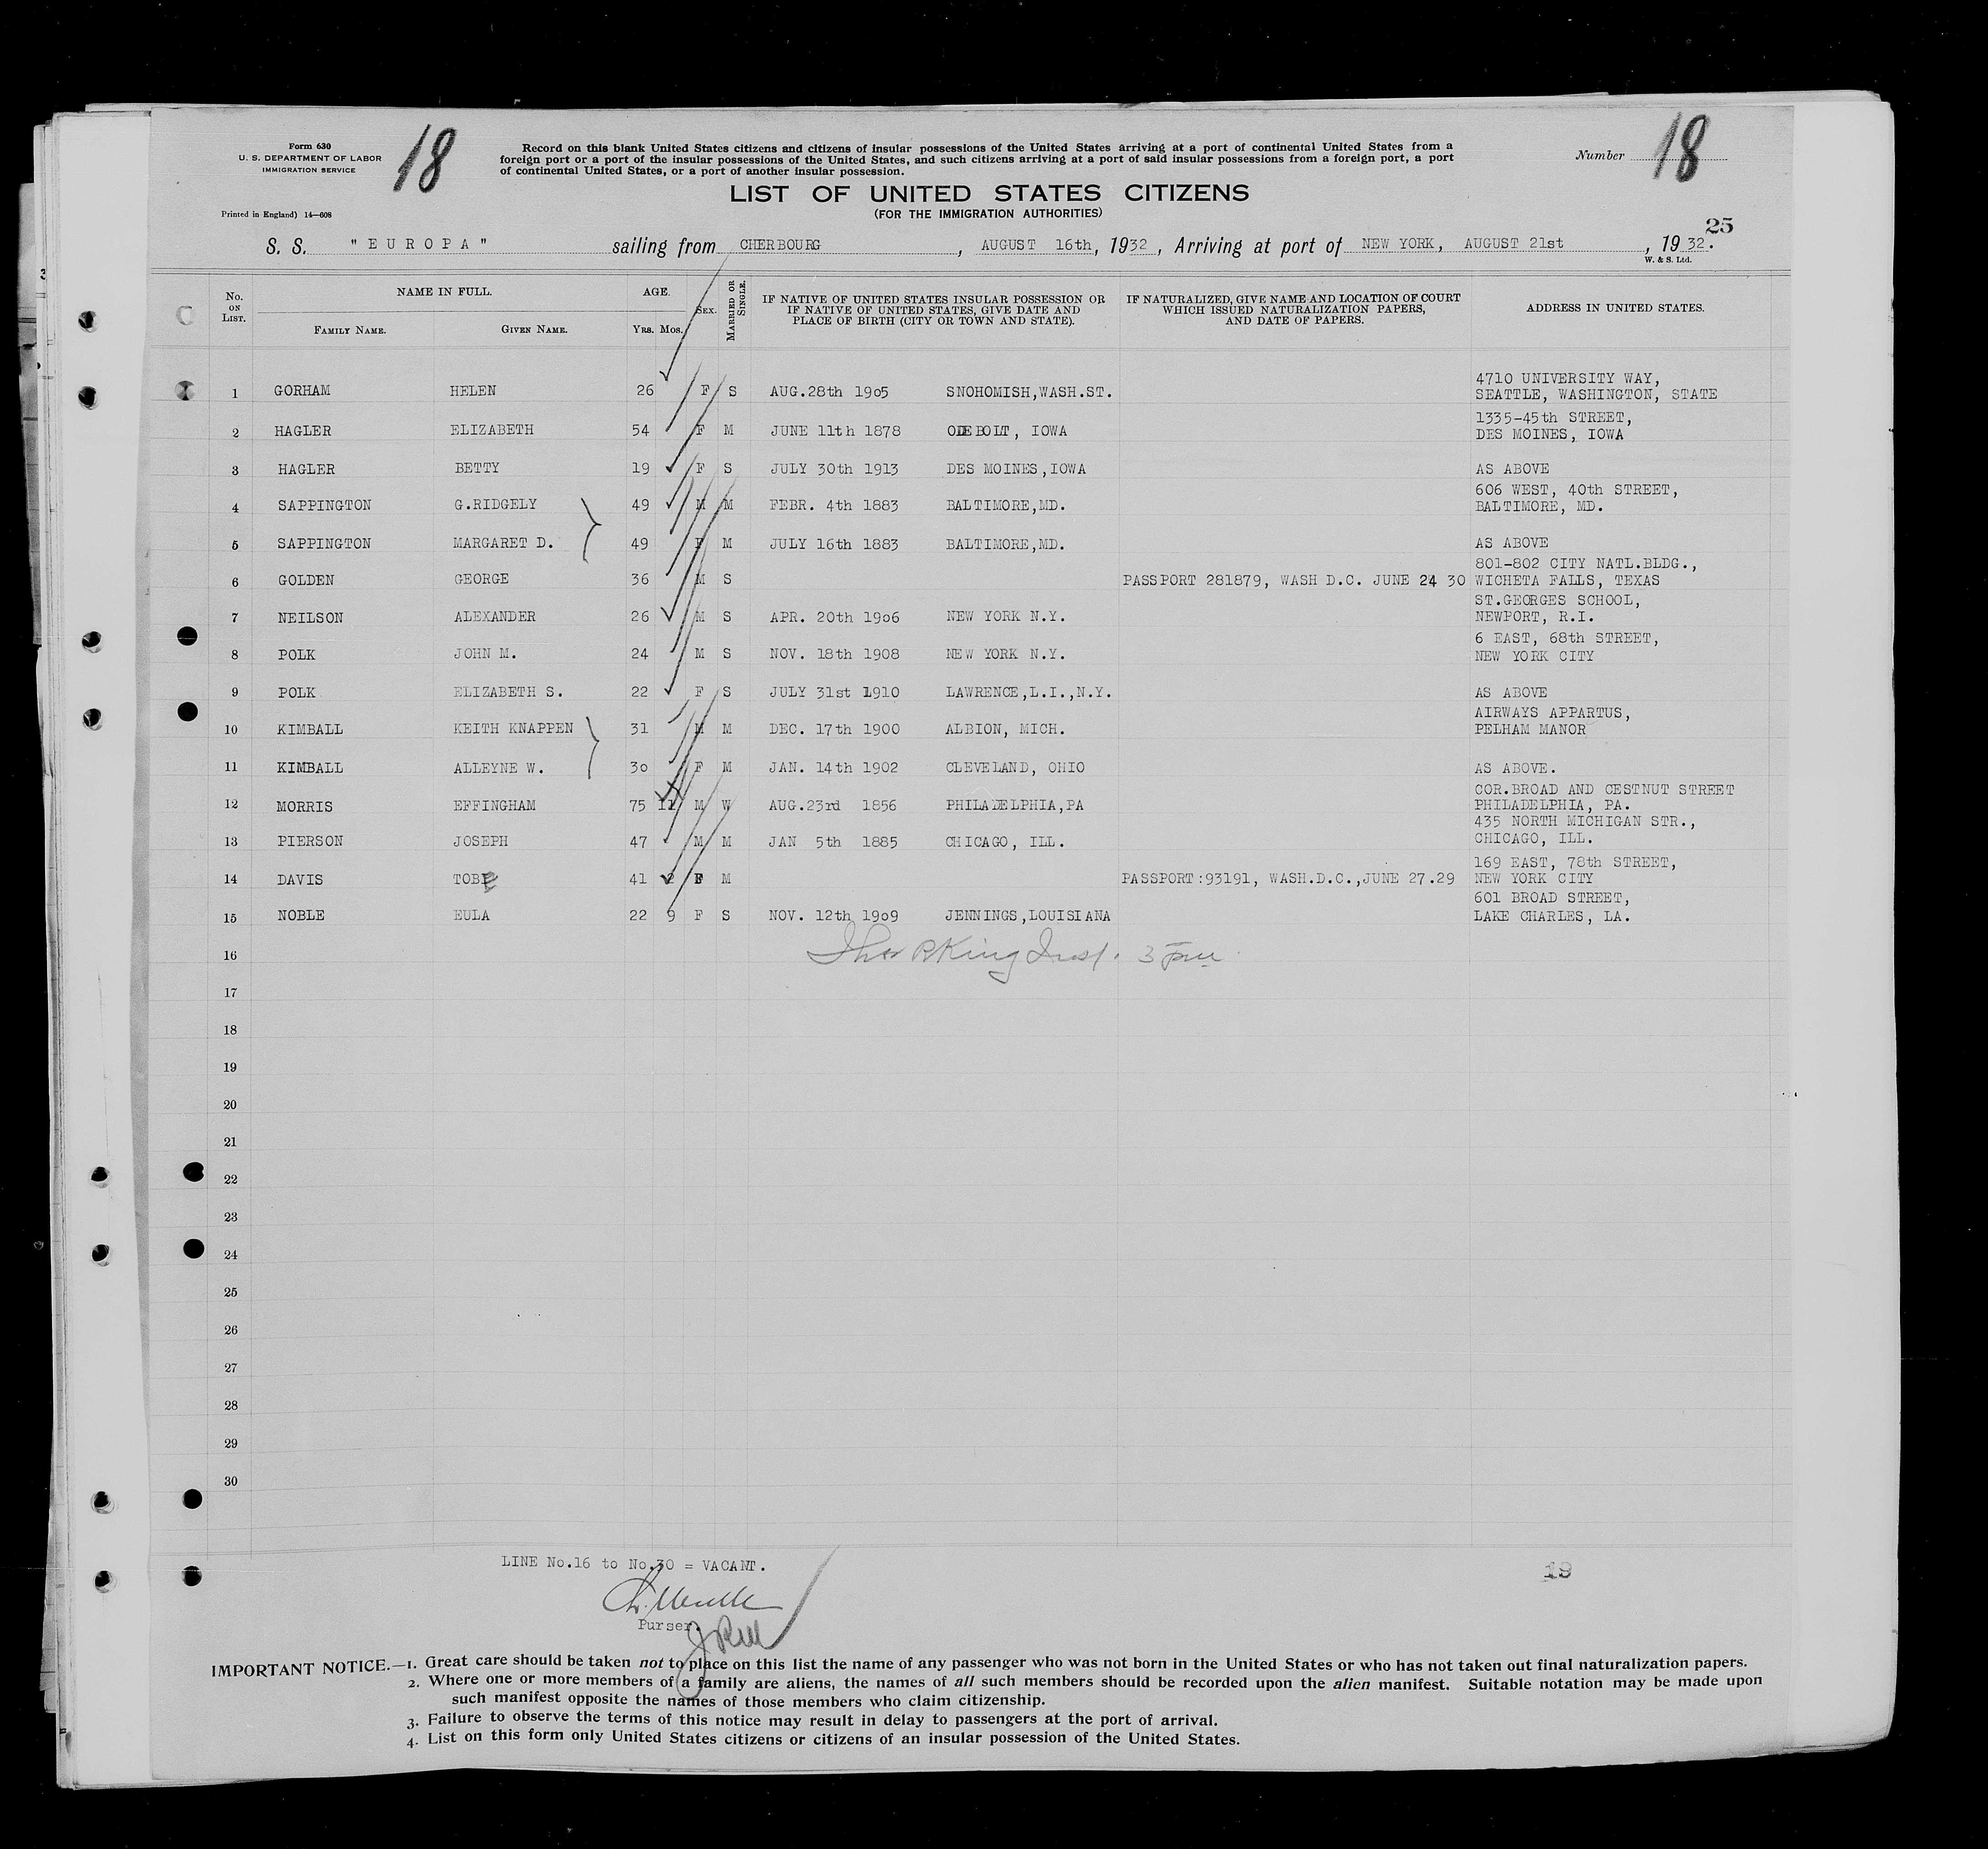 Form 630
U. S. DEPARTMENT OF LABOR
IMMIGRATION SERVICE
Printed in England) 14—608
18
Record on this blank United States citizens and citizens of insular possessions of the United States arriving at a port of continental United States from a
foreign port or a port of the insular possessions of the United States, and such citizens arriving at a port of said insular possessions from a foreign port, a port
of continental United States, or a port of another insular possession.
Number 18
LIST OF UNITED STATES CITIZENS
(FOR THE IMMIGRATION AUTHORITIES)
25
S. S. " E U R O P A " sailing from CHERBOURG, AUGUST 16th, 1932, Arriving at port of NEW YORK, AUGUST 21st, 19 32.
W. & S. Ltd.
No. ON LIST. NAME IN FULL. FAMILY NAME. GIVEN NAME. AGE. YRS. MOS. SEX. MARRIED OR SINGLE. IF NATIVE OF UNITED STATES INSULAR POSSESSION OR IF NATIVE OF UNITED STATES, GIVE DATE AND PLACE OF BIRTH (CITY OR TOWN AND STATE). IF NATURALIZED, GIVE NAME AND LOCATION OF COURT WHICH ISSUED NATURALIZATION PAPERS, AND DATE OF PAPERS. ADDRESS IN UNITED STATES.
1 GORHAM HELEN 26 F S AUG.28th 1905 SNOHOMISH,WASH.ST. 4710 UNIVERSITY WAY, SEATTLE, WASHINGTON, STATE
2 HAGLER ELIZABETH 54 F M JUNE 11th 1878 ODEBOLT, IOWA 1335-45th STREET, DES MOINES, IOWA
3 HAGLER BETTY 19 F S JULY 30th 1913 DES MOINES,IOWA AS ABOVE
4 SAPPINGTON G.RIDGELY 49 M M FEBR. 4th 1883 BALTIMORE,MD. 606 WEST, 40th STREET, BALTIMORE, MD.
5 SAPPINGTON MARGARET D. 49 F M JULY 16th 1883 BALTIMORE,MD. AS ABOVE
6 GOLDEN GEORGE 36 M S PASSPORT 281879, WASH D.C. JUNE 24 30 801-802 CITY NATL.BLDG., WICHETA FALLS, TEXAS
7 NEILSON ALEXANDER 26 M S APR. 20th 1906 NEW YORK N.Y. ST.GEORGES SCHOOL, NEWPORT, R.I.
8 POLK JOHN M. 24 M S NOV. 18th 1908 NEW YORK N.Y. 6 EAST, 68th STREET, NEW YORK CITY
9 POLK ELIZABETH S. 22 F S JULY 31st 1910 LAWRENCE,L.I.,N.Y. AS ABOVE
10 KIMBALL KEITH KNAPPEN 31 M M DEC. 17th 1900 ALBION, MICH. AIRWAYS APPARTUS, PELHAM MANOR
11 KIMBALL ALLEYNE W. 30 F M JAN. 14th 1902 CLEVELAND, OHIO AS ABOVE.
12 MORRIS EFFINGHAM 75 11 M W AUG.23rd 1856 PHILADELPHIA,PA COR.BROAD AND CESTNUT STREET PHILADELPHIA, PA.
13 PIERSON JOSEPH 47 M M JAN 5th 1885 CHICAGO, ILL. 435 NORTH MICHIGAN STR., CHICAGO, ILL.
14 DAVIS TOBE 41 2 F M PASSPORT:93191, WASH.D.C.,JUNE 27.29 169 EAST, 78th STREET, NEW YORK CITY
15 NOBLE EULA 22 9 F S NOV. 12th 1909 JENNINGS,LOUISIANA 601 BROAD STREET, LAKE CHARLES, LA.
16 Thos R King Insp. 3 pm
17
18
19
20
21
22
23
24
25
26
27
28
29
30
LINE No.16 to No.30 = VACANT.
19
Purser.
IMPORTANT NOTICE.—1. Great care should be taken not to place on this list the name of any passenger who was not born in the United States or who has not taken out final naturalization papers.
2. Where one or more members of a family are aliens, the names of all such members should be recorded upon the alien manifest. Suitable notation may be made upon
such manifest opposite the names of those members who claim citizenship.
3. Failure to observe the terms of this notice may result in delay to passengers at the port of arrival.
4. List on this form only United States citizens or citizens of an insular possession of the United States.